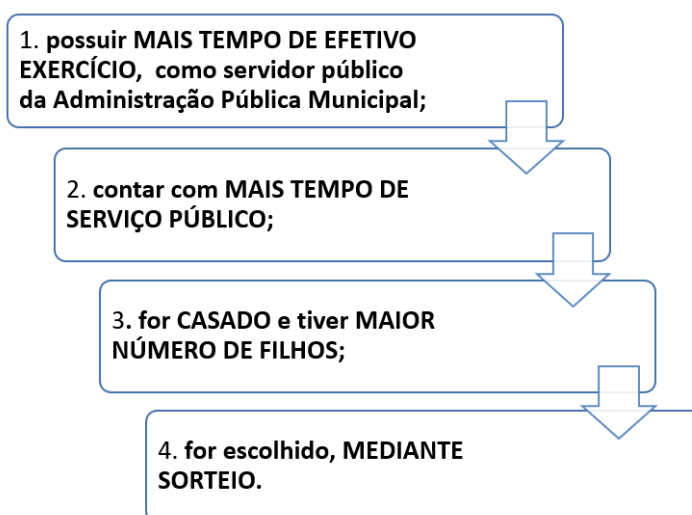 1. possuir MAIS TEMPO DE EFETIVO
EXERCÍCIO, como servidor público
da Administração Pública Municipal;
2. contar com MAIS TEMPO DE
SERVIÇO PÚBLICO;
3. for CASADO e tiver MAIOR
NÚMERO DE FILHOS;
4. for escolhido, MEDIANTE
SORTEIO.